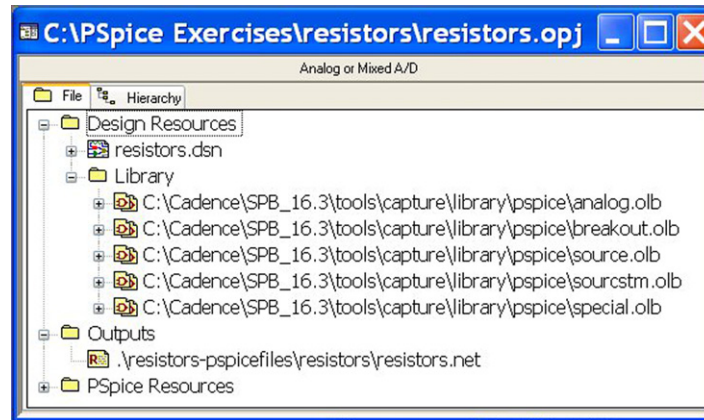 C:\PSpice Exercises\resistors\resistors.opj
Analog or Mixed A/D
File Hierarchy
Design Resources
resistors.dsn
Library
C:\Cadence\SPB_16.3\tools\capture\library\pspice\analog.olb
C:\Cadence\SPB_16.3\tools\capture\library\pspice\breakout.olb
C:\Cadence\SPB_16.3\tools\capture\library\pspice\source.olb
C:\Cadence\SPB_16.3\tools\capture\library\pspice\sourcstm.olb
C:\Cadence\SPB_16.3\tools\capture\library\pspice\special.olb
Outputs
.\resistors-pspicefiles\resistors\resistors.net
PSpice Resources